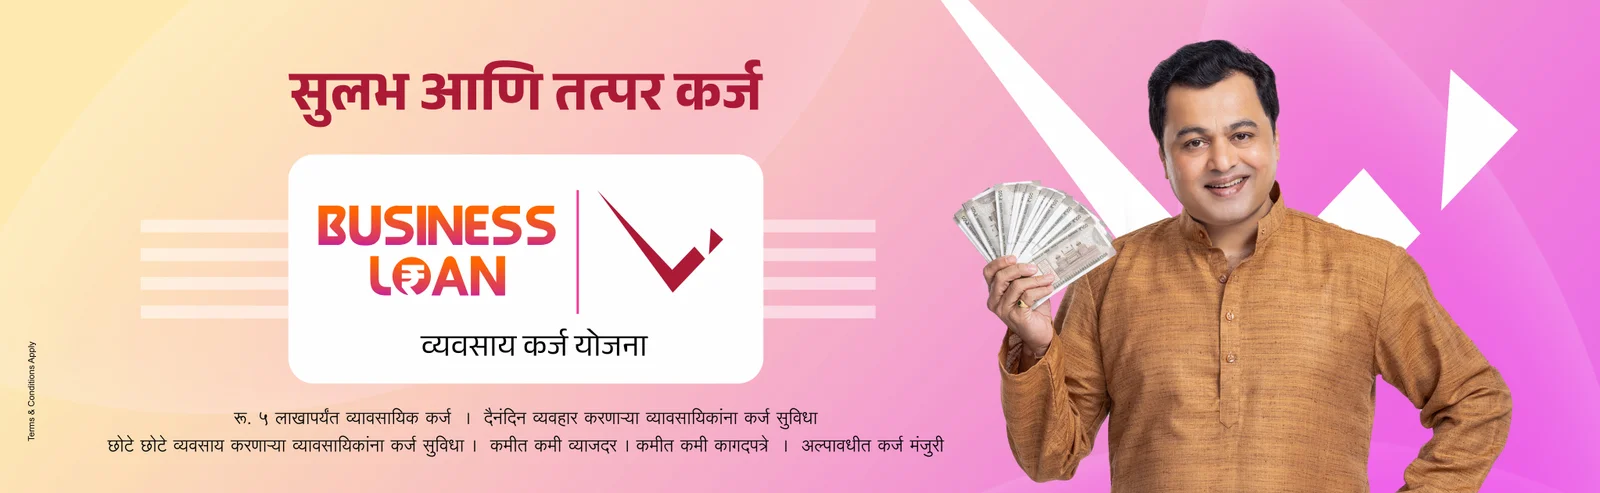 सुलभ आणि तत्पर कर्ज
BUSINESS
LOAN
व्यवसाय कर्ज योजना
रू. ५ लाखापर्यंत व्यावसायिक कर्ज । दैनंदिन व्यवहार करणाऱ्या व्यावसायिकांना कर्ज सुविधा
छोटे छोटे व्यवसाय करणाऱ्या व्यावसायिकांना कर्ज सुविधा । कमीत कमी व्याजदर । कमीत कमी कागदपत्रे । अल्पावधीत कर्ज मंजुरी
Terms & Conditions Apply